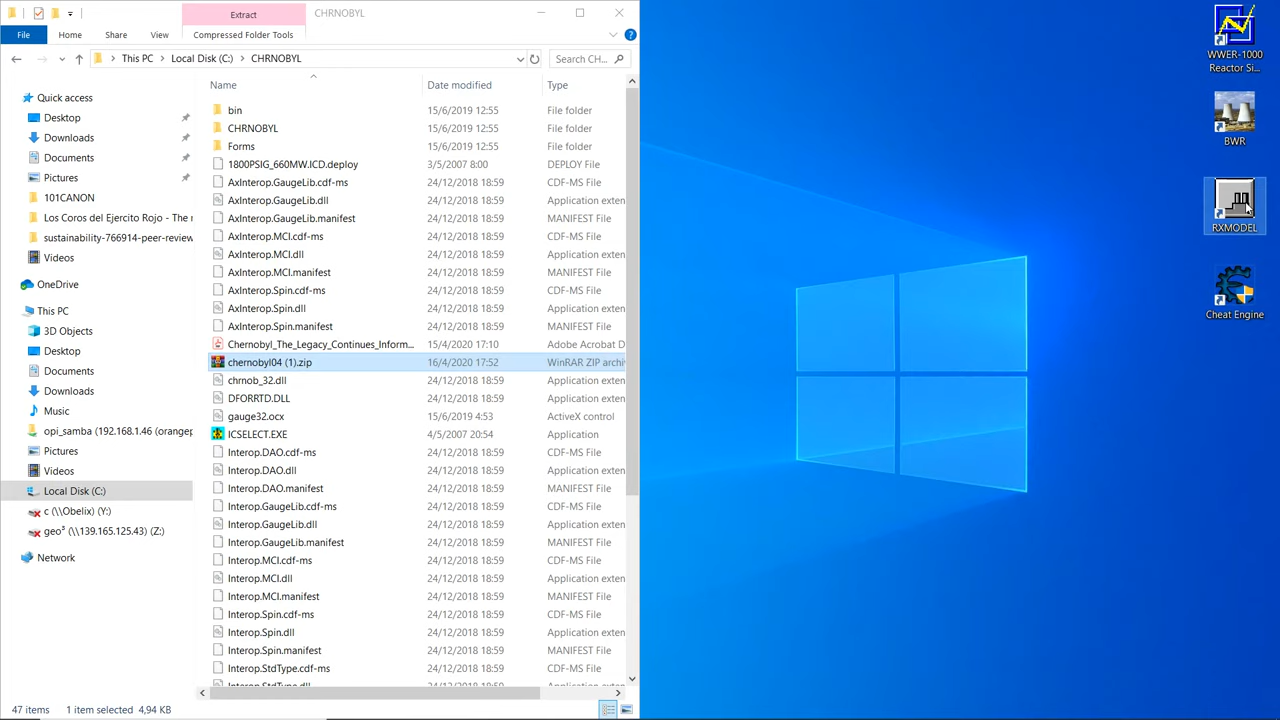 Extract
CHRNOBYL
File
Home
Share
View
Compressed Folder Tools
This PC
Local Disk (C:)
CHRNOBYL
Search CH...
Quick access
Desktop
Downloads
Documents
Pictures
101CANON
Los Coros del Ejercito Rojo - The r
sustainability-766914-peer-review
Videos
OneDrive
This PC
3D Objects
Desktop
Documents
Downloads
Music
opi_samba (192.168.1.46 (orangep
Pictures
Videos
Local Disk (C:)
c (\\Obelix) (Y:)
geo³ (\\139.165.125.43) (Z:)
Network
Name Date modified Type
bin 15/6/2019 12:55 File folder
CHRNOBYL 15/6/2019 12:55 File folder
Forms 15/6/2019 12:55 File folder
1800PSIG_660MW.ICD.deploy 3/5/2007 8:00 DEPLOY File
AxInterop.GaugeLib.cdf-ms 24/12/2018 18:59 CDF-MS File
AxInterop.GaugeLib.dll 24/12/2018 18:59 Application exten
AxInterop.GaugeLib.manifest 24/12/2018 18:59 MANIFEST File
AxInterop.MCI.cdf-ms 24/12/2018 18:59 CDF-MS File
AxInterop.MCI.dll 24/12/2018 18:59 Application exten
AxInterop.MCI.manifest 24/12/2018 18:59 MANIFEST File
AxInterop.Spin.cdf-ms 24/12/2018 18:59 CDF-MS File
AxInterop.Spin.dll 24/12/2018 18:59 Application exten
AxInterop.Spin.manifest 24/12/2018 18:59 MANIFEST File
Chernobyl_The_Legacy_Continues_Inform... 15/4/2020 17:10 Adobe Acrobat D
chernobyl04 (1).zip 16/4/2020 17:52 WinRAR ZIP archi
chrnob_32.dll 24/12/2018 18:59 Application exten
DFORRTD.DLL 24/12/2018 18:59 Application exten
gauge32.ocx 15/6/2019 4:53 ActiveX control
ICSELECT.EXE 4/5/2007 20:54 Application
Interop.DAO.cdf-ms 24/12/2018 18:59 CDF-MS File
Interop.DAO.dll 24/12/2018 18:59 Application exten
Interop.DAO.manifest 24/12/2018 18:59 MANIFEST File
Interop.GaugeLib.cdf-ms 24/12/2018 18:59 CDF-MS File
Interop.GaugeLib.dll 24/12/2018 18:59 Application exten
Interop.GaugeLib.manifest 24/12/2018 18:59 MANIFEST File
Interop.MCI.cdf-ms 24/12/2018 18:59 CDF-MS File
Interop.MCI.dll 24/12/2018 18:59 Application exten
Interop.MCI.manifest 24/12/2018 18:59 MANIFEST File
Interop.Spin.cdf-ms 24/12/2018 18:59 CDF-MS File
Interop.Spin.dll 24/12/2018 18:59 Application exten
Interop.Spin.manifest 24/12/2018 18:59 MANIFEST File
Interop.StdType.cdf-ms 24/12/2018 18:59 CDF-MS File
47 items 1 item selected 4,94 KB
WWER-1000
Reactor Si...
BWR
RXMODEL
Cheat Engine